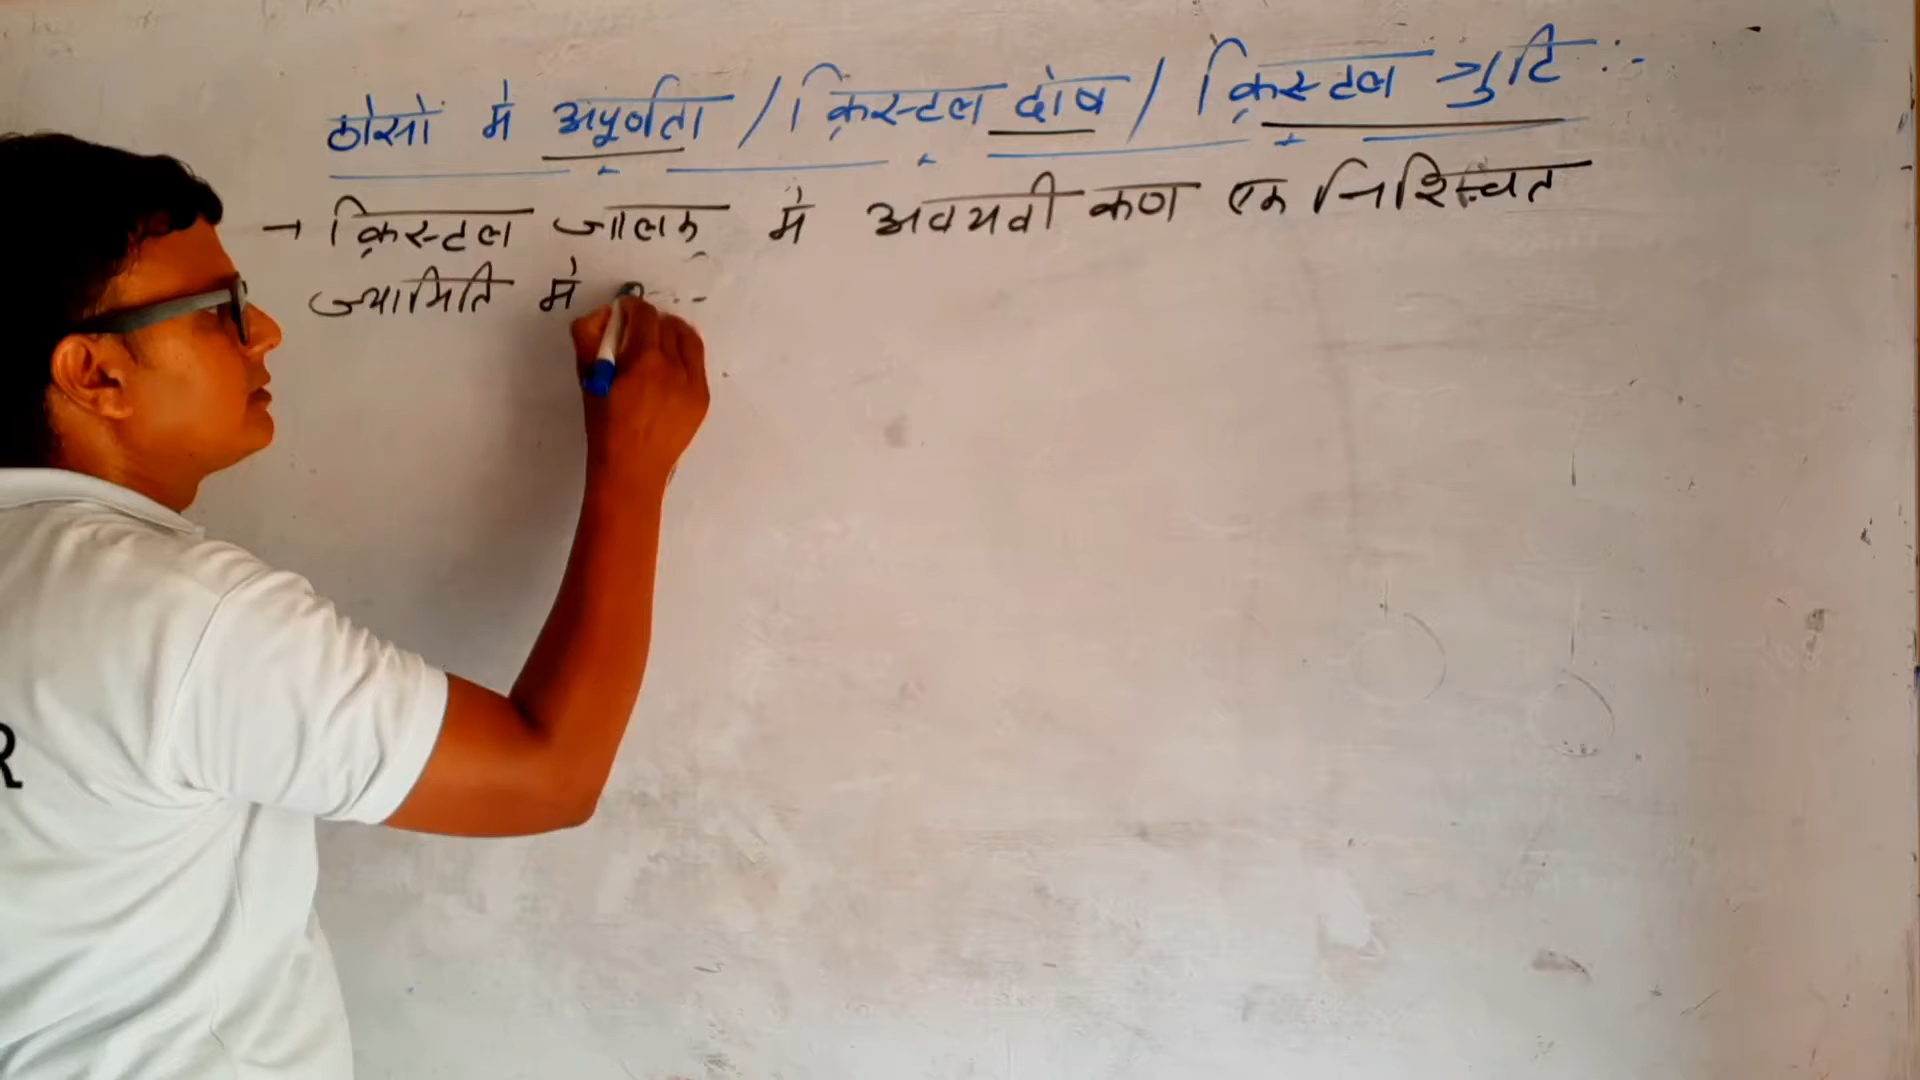 ठोसो मे अपूर्णता / क्रिस्टल दोष / क्रिस्टल त्रुटि :-
→ क्रिस्टल जालक मे अवयवी कण एक निश्चित
ज्यामिति मे
R